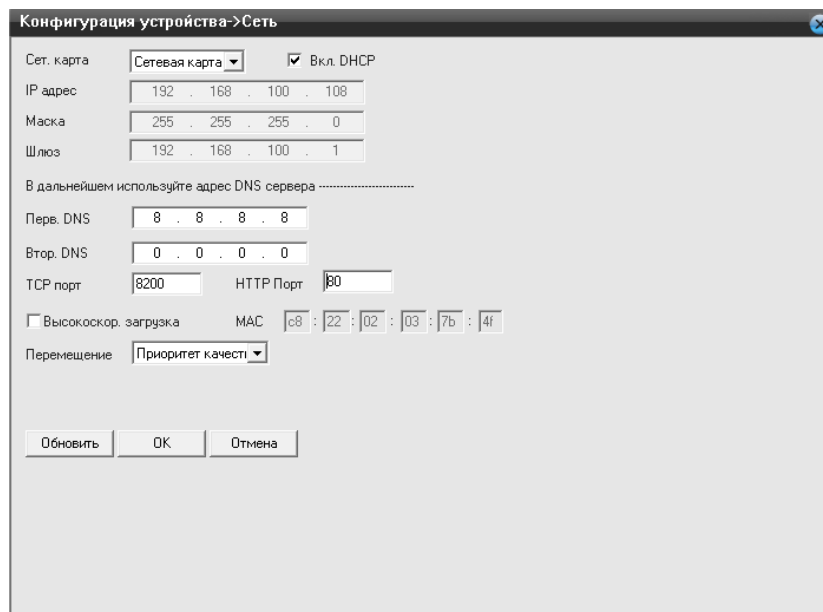 Конфигурация устройства->Сеть
Сет. карта Сетевая карта Вкл. DHCP
IP адрес 192 . 168 . 100 . 108
Маска 255 . 255 . 255 . 0
Шлюз 192 . 168 . 100 . 1
В дальнейшем используйте адрес DNS сервера --------------------------
Перв. DNS 8 . 8 . 8 . 8
Втор. DNS 0 . 0 . 0 . 0
TCP порт 8200 HTTP Порт 80
Высокоскор. загрузка MAC c8 : 22 : 02 : 03 : 7b : 4f
Перемещение Приоритет качест
Обновить OK Отмена